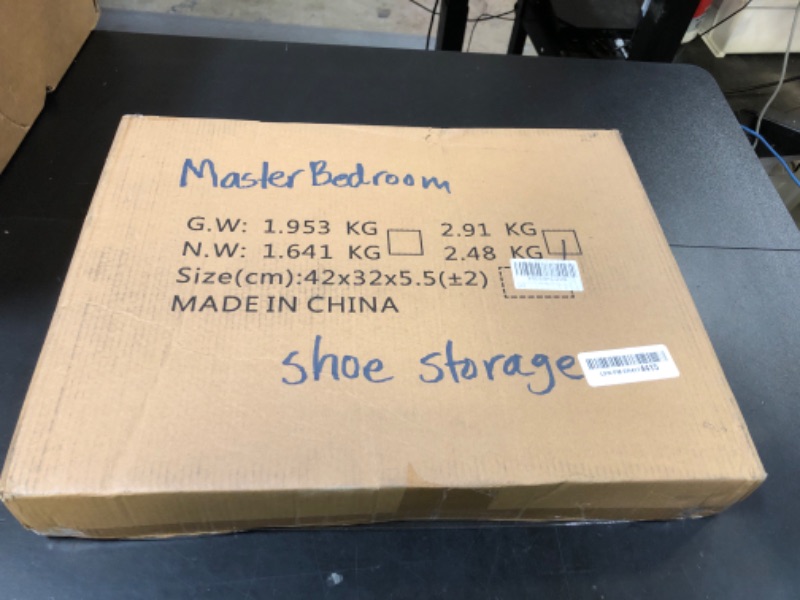 Master Bedroom
G.W: 1.953 KG 2.91 KG
N.W: 1.641 KG 2.48 KG
Size(cm):42x32x5.5(±2)
MADE IN CHINA
shoe storage